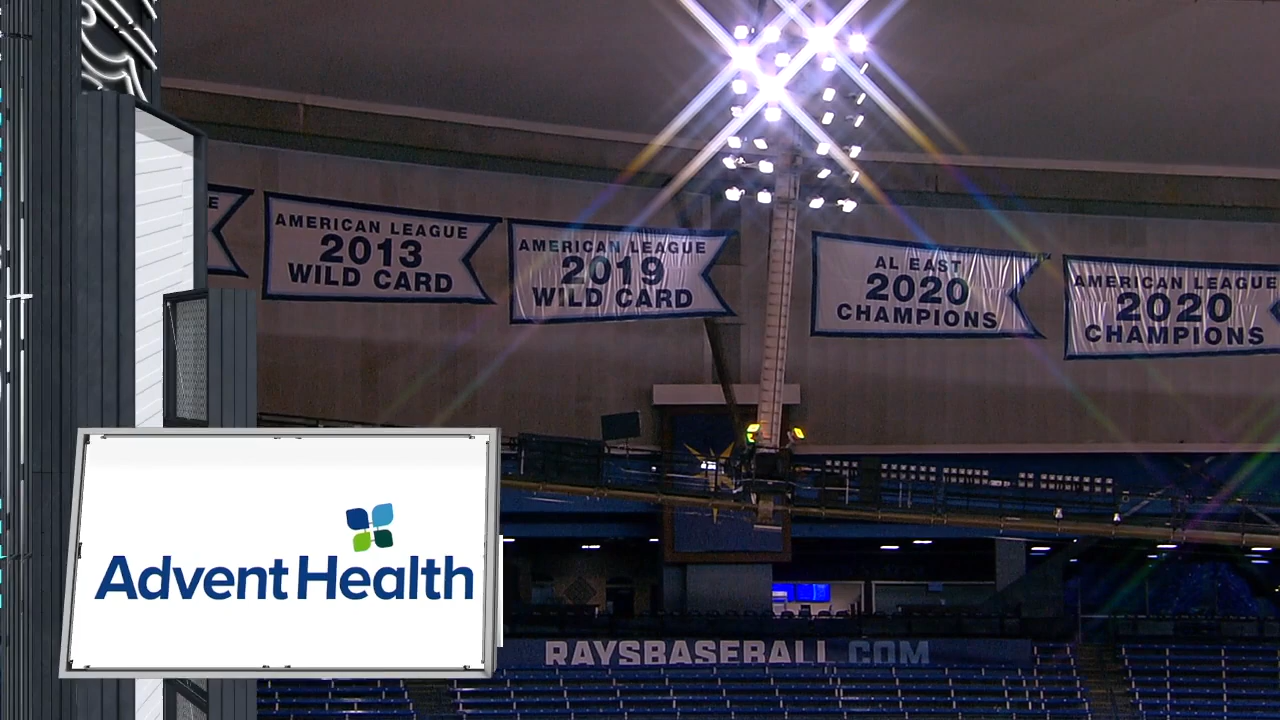 E
AMERICAN LEAGUE
2013
WILD CARD
AMERICAN LEAGUE
2019
WILD CARD
AL EAST
2020
CHAMPIONS
AMERICAN LEAGUE
2020
CHAMPIONS
AdventHealth
RAYSBASEBALL.COM